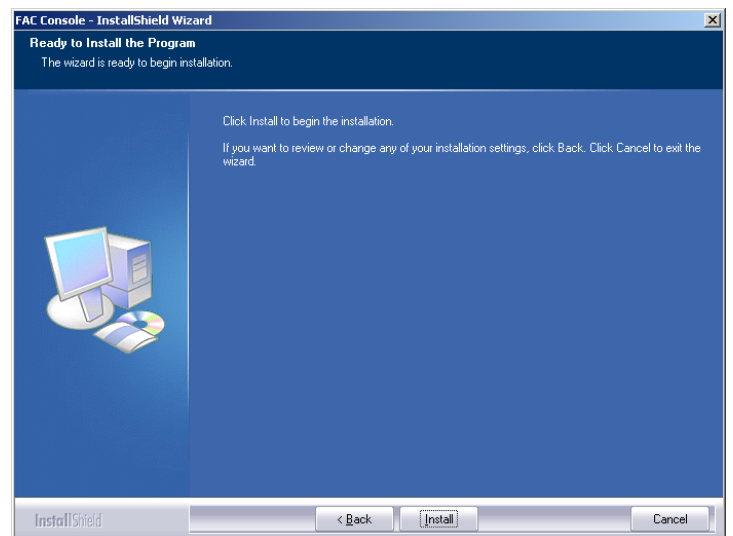 FAC Console - InstallShield Wizard
Ready to Install the Program
The wizard is ready to begin installation.
Click Install to begin the installation.
If you want to review or change any of your installation settings, click Back. Click Cancel to exit the
wizard.
InstallShield
< Back
Install
Cancel